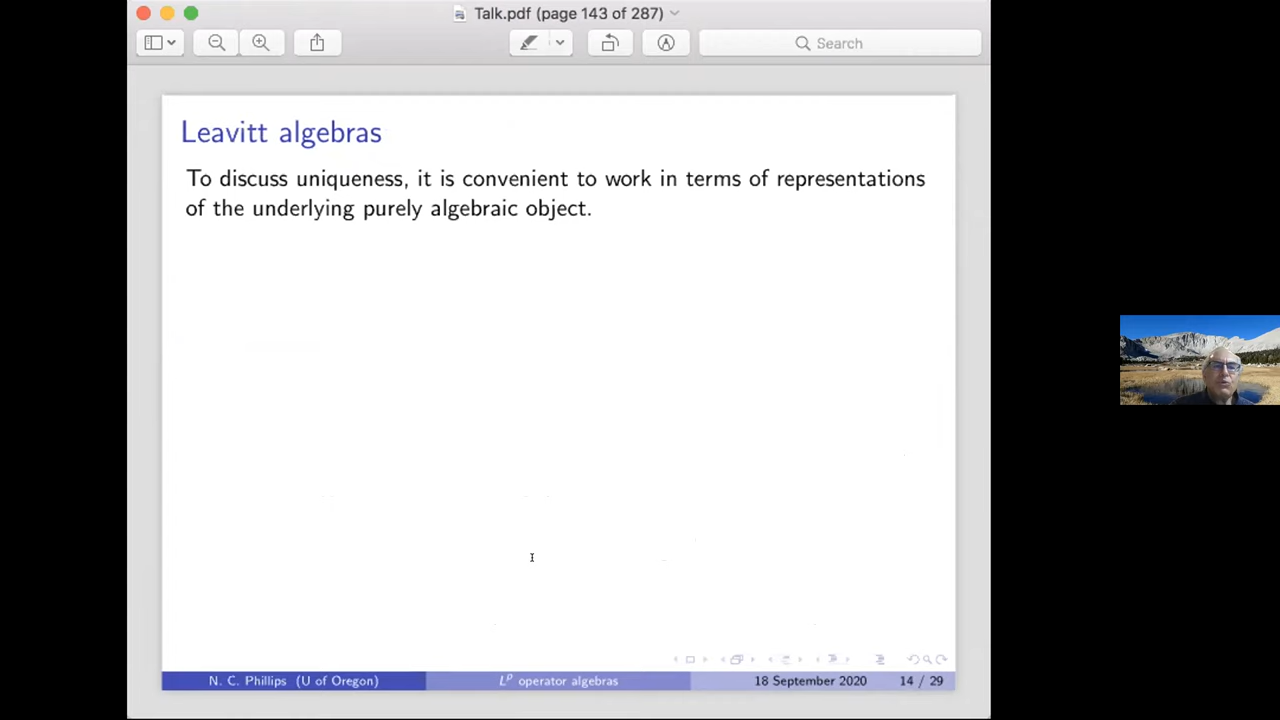 Talk.pdf (page 143 of 287)
Search
Leavitt algebras
To discuss uniqueness, it is convenient to work in terms of representations
of the underlying purely algebraic object.
N. C. Phillips (U of Oregon) L^p operator algebras 18 September 2020 14 / 29